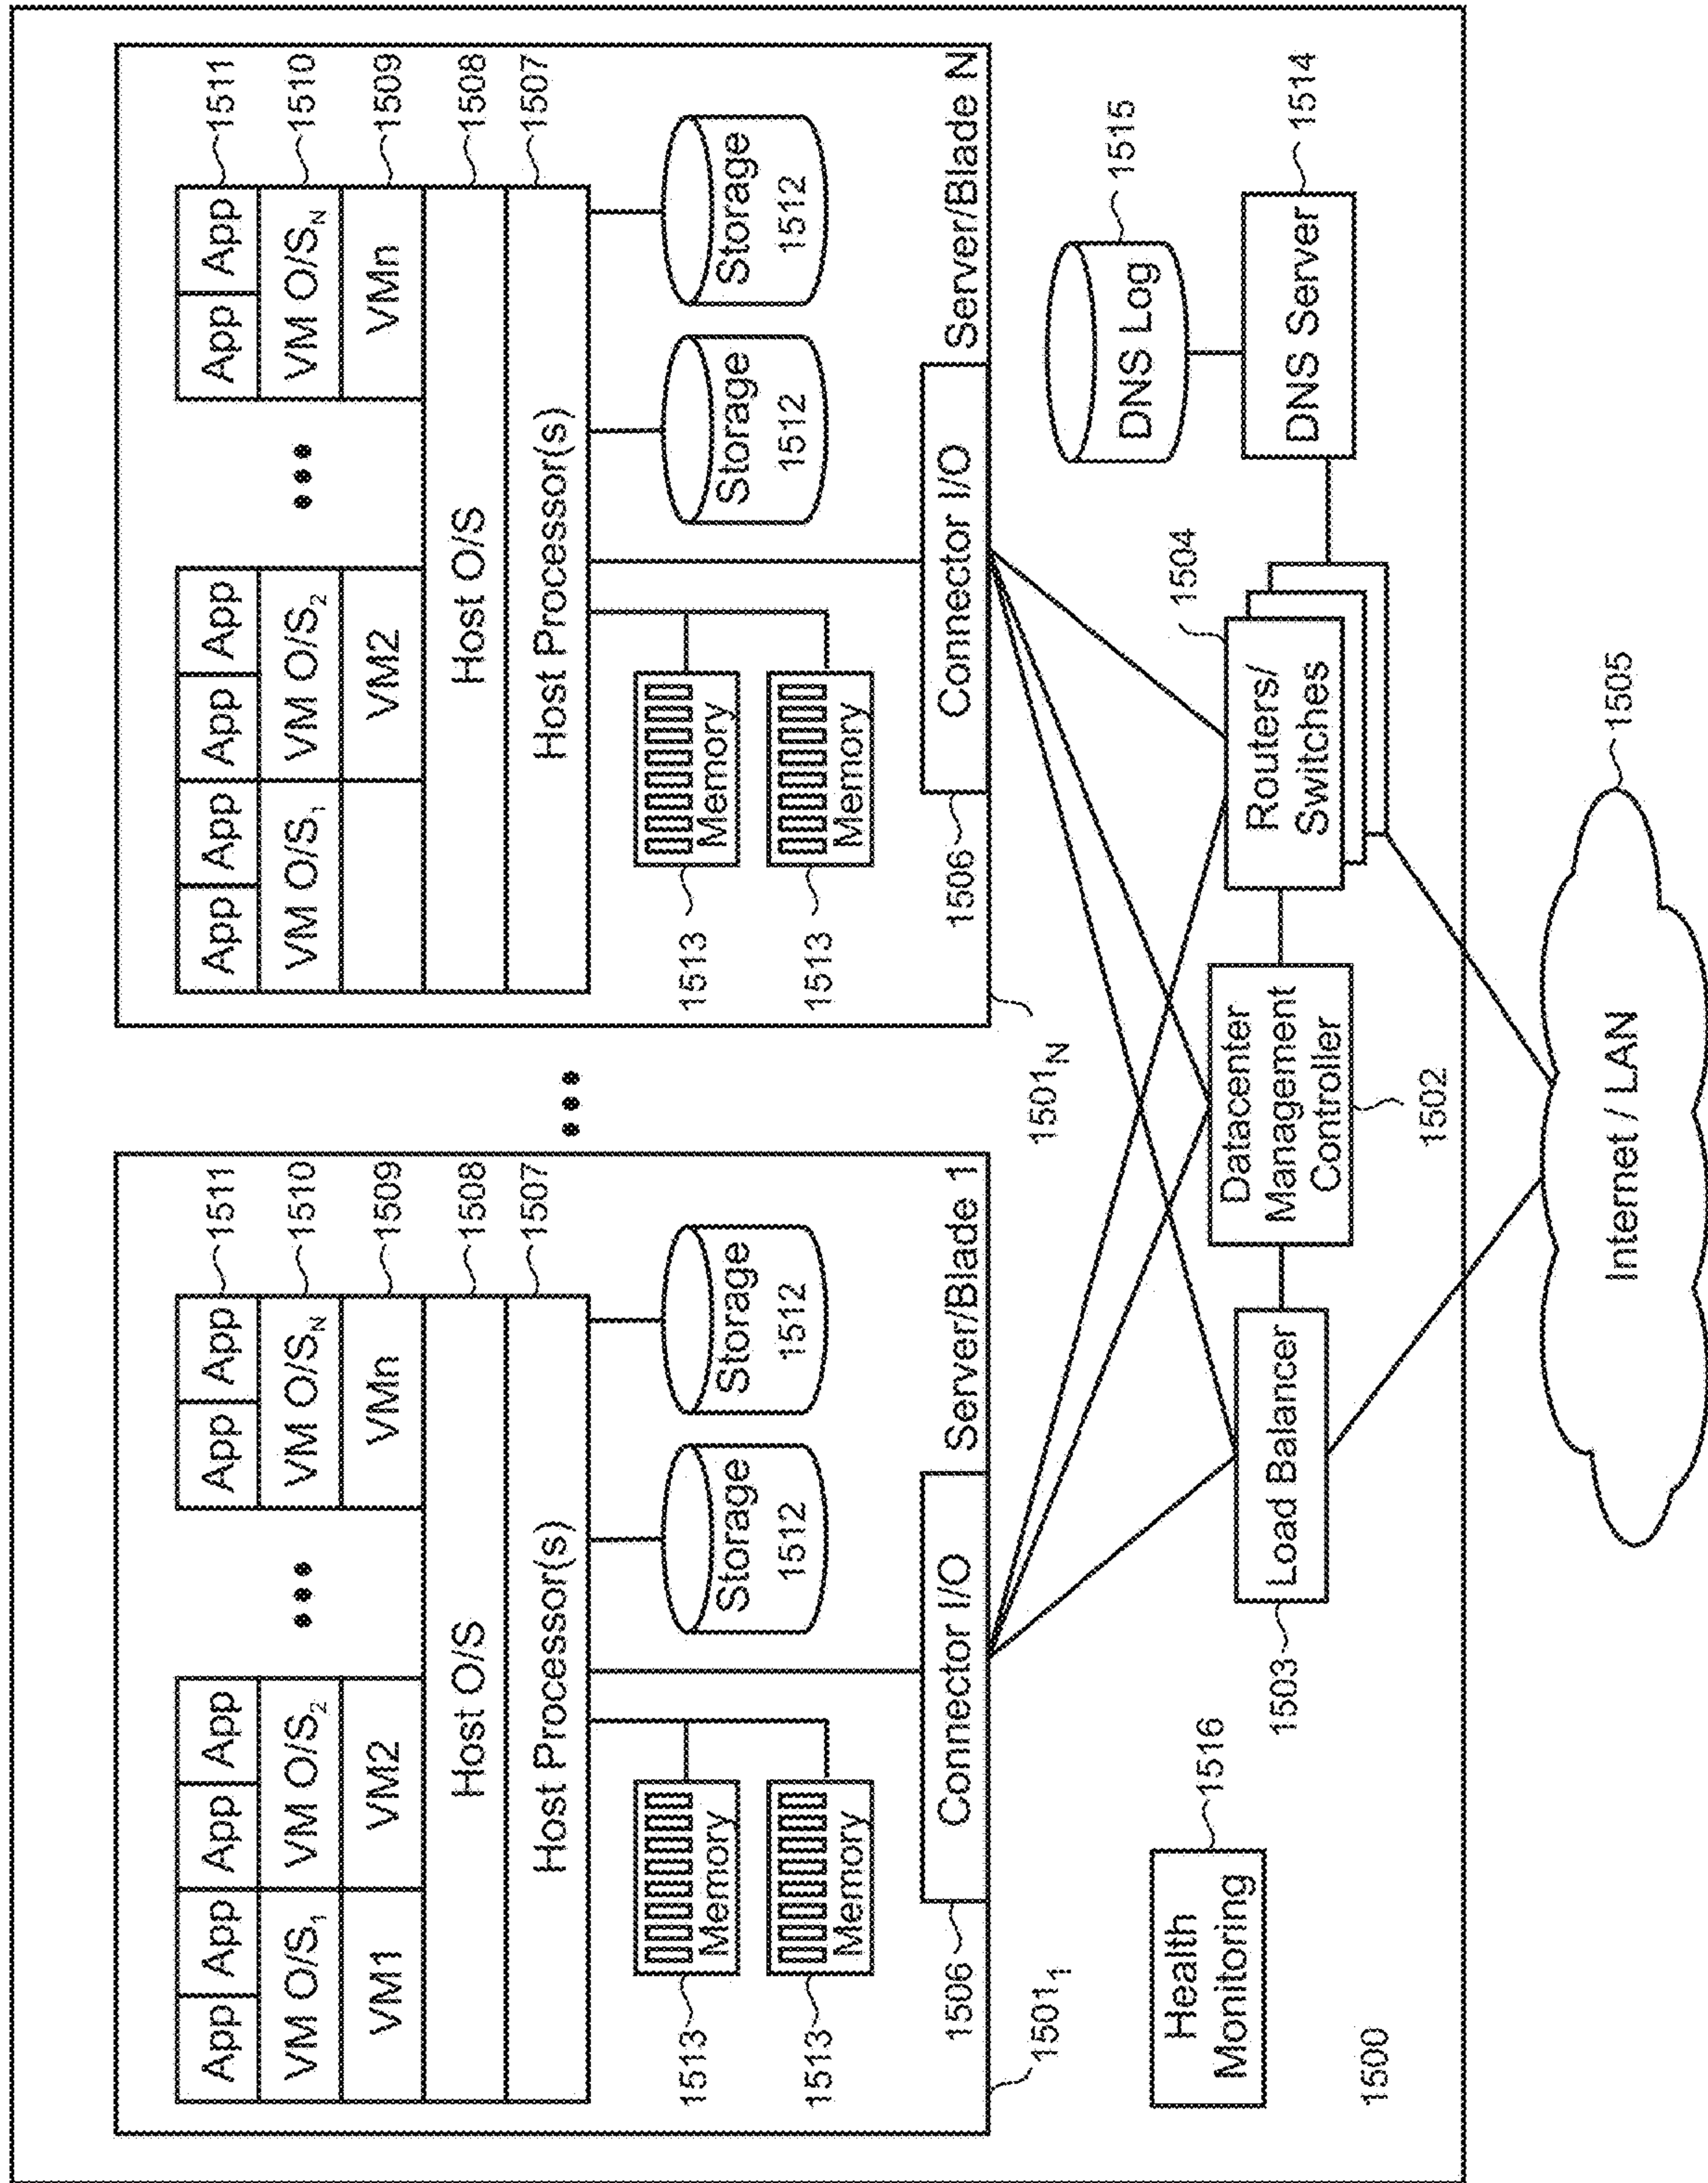 App App App App App App 1511
VM O/S1 VM O/S2 ••• VM O/SN 1510
VM1 VM2 VMn 1509
Host O/S 1508
Host Processor(s) 1507
Memory
1513
Memory
1513
Storage
1512
Storage
1512
Connector I/O
1506
Server/Blade 1
1501 1
•••
App App App App App App 1511
VM O/S1 VM O/S2 ••• VM O/SN 1510
VM2 VMn 1509
Host O/S 1508
Host Processor(s) 1507
Memory
1513
Memory
1513
Storage
1512
Storage
1512
Connector I/O
1506
Server/Blade N
1501 N
Health
Monitoring
1516
Load Balancer
1503
Datacenter
Management
Controller
1502
Routers/
Switches
1504
DNS Log
1515
DNS Server
1514
1500
Internet / LAN
1505